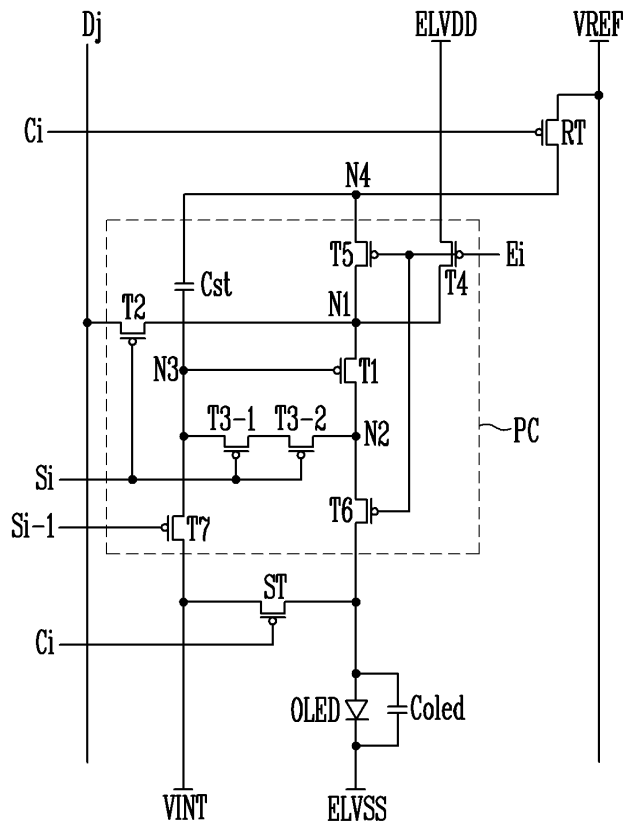 Dj
ELVDD
VREF
Ci
RT
N4
T5
T4
Ei
Cst
T2
N1
N3
T1
T3-1
T3-2
N2
PC
Si
T6
Si-1
T7
ST
Ci
OLED
Coled
VINT
ELVSS